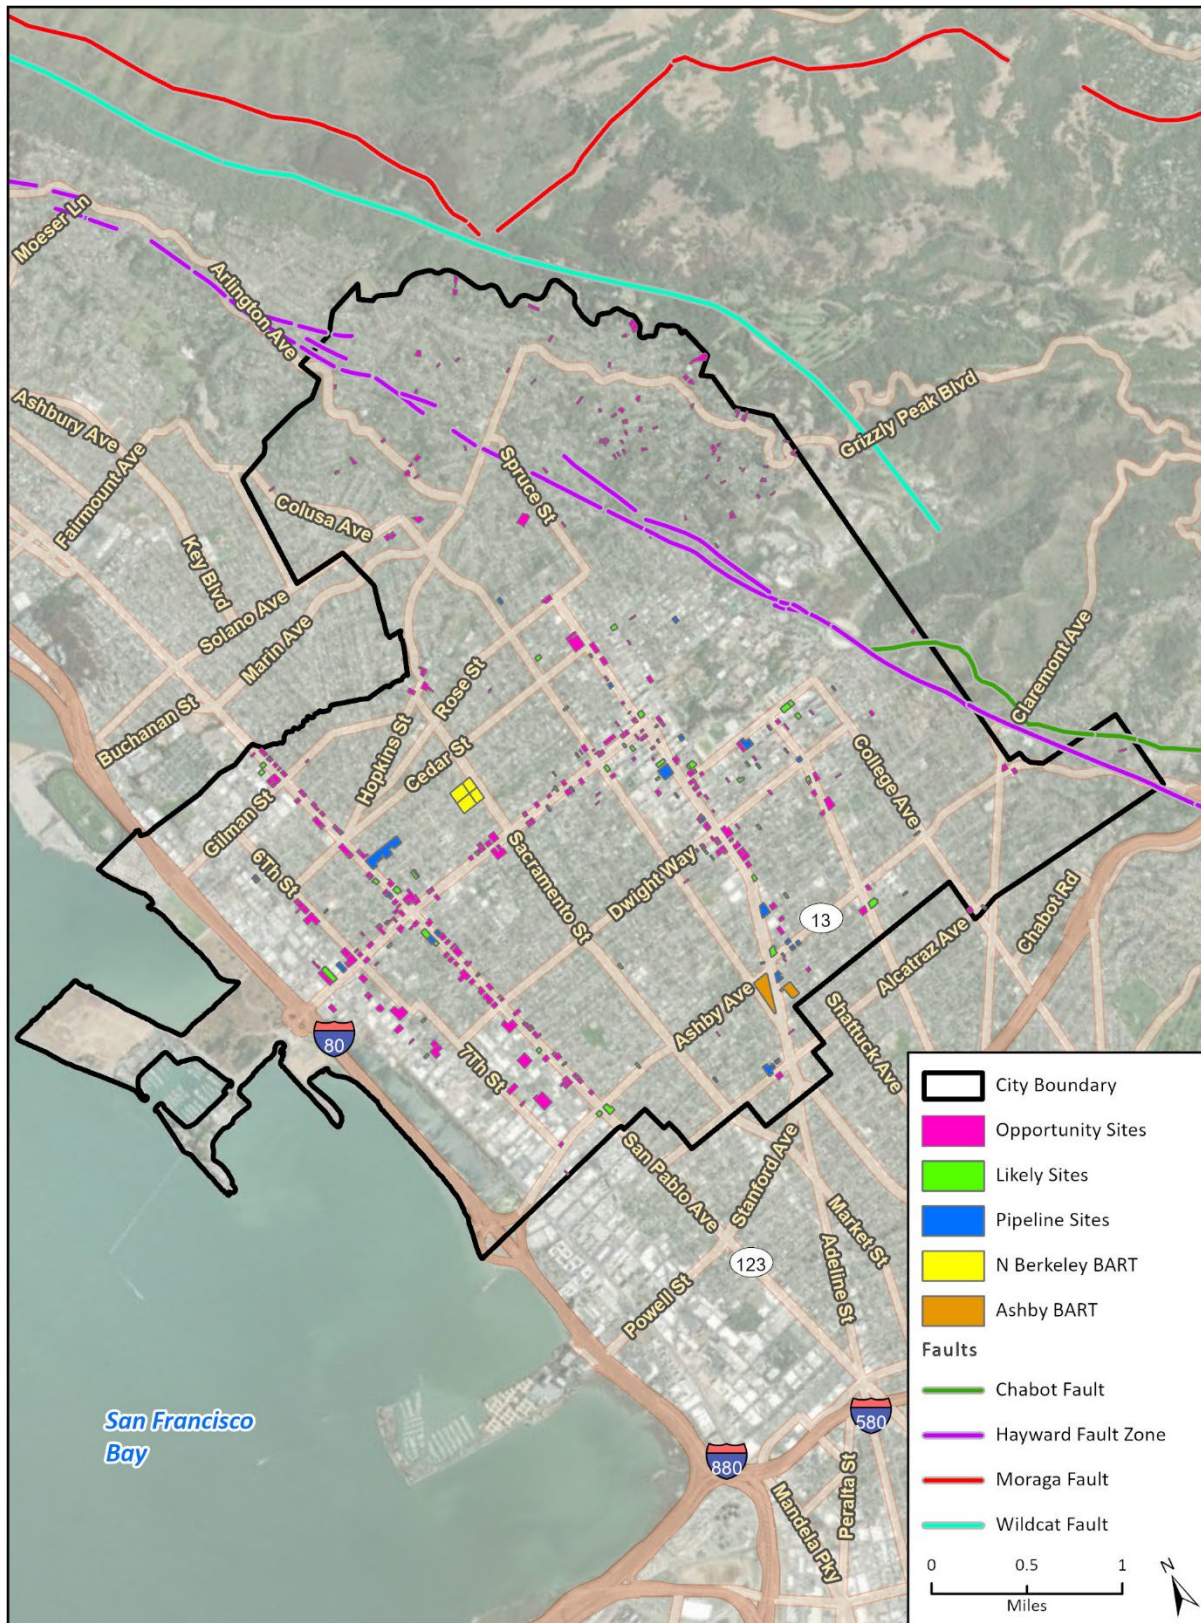 Moeser Ln
Arlington Ave
Ashbury Ave
Fairmount Ave
Colusa Ave
Spruce St
Grizzly Peak Blvd
Key Blvd
Solano Ave
Marin Ave
Claremont Ave
Buchanan St
Rose St
Hopkins St
Cedar St
College Ave
Gilman St
6Th St
Sacramento St
Dwight Way
13
Chabot Rd
Alcatraz Ave
Ashby Ave
80
7Th St
Shattuck Ave
San Pablo Ave
Stanford Ave
Market St
Adeline St
123
Powell St
San Francisco
Bay
580
880
Mandela Pky
Peralta St
City Boundary
Opportunity Sites
Likely Sites
Pipeline Sites
N Berkeley BART
Ashby BART
Faults
Chabot Fault
Hayward Fault Zone
Moraga Fault
Wildcat Fault
0 0.5 1
Miles
N